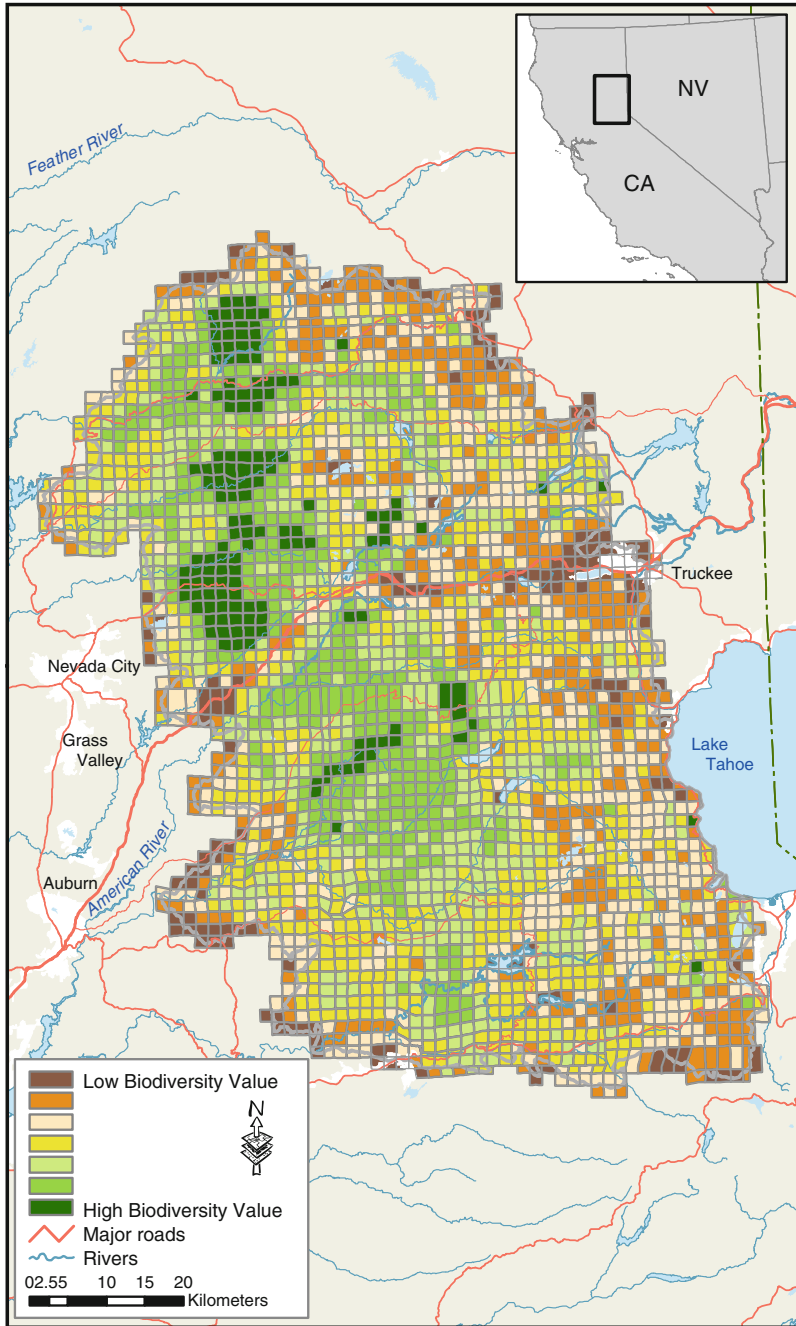 NV
CA
Feather River
Truckee
Nevada City
Grass
Valley
Lake
Tahoe
American River
Auburn
Low Biodiversity Value
N
High Biodiversity Value
Major roads
Rivers
02.55 10 15 20
Kilometers